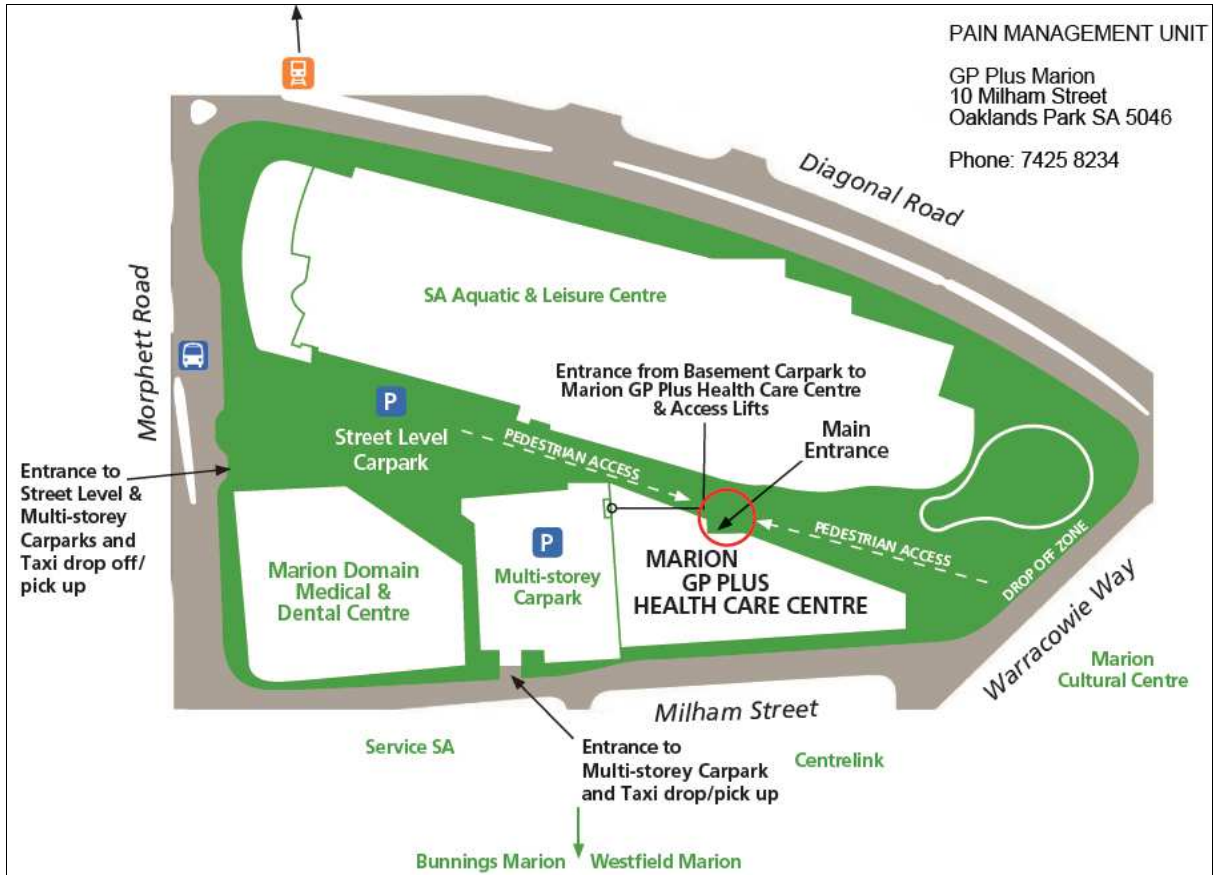 PAIN MANAGEMENT UNIT
GP Plus Marion
10 Milham Street
Oaklands Park SA 5046
Phone: 7425 8234
Diagonal Road
Morphett Road
SA Aquatic & Leisure Centre
Entrance from Basement Carpark to
Marion GP Plus Health Care Centre
& Access Lifts
Main
Entrance
P
Street Level
Carpark
PEDESTRIAN ACCESS
Entrance to
Street Level &
Multi-storey
Carparks and
Taxi drop off/
pick up
P
Multi-storey
Carpark
Marion Domain
Medical &
Dental Centre
MARION
GP PLUS
HEALTH CARE CENTRE
PEDESTRIAN ACCESS
DROP OFF ZONE
Warracowie Way
Marion
Cultural Centre
Milham Street
Service SA
Entrance to
Multi-storey Carpark
and Taxi drop/pick up
Centrelink
Bunnings Marion
Westfield Marion